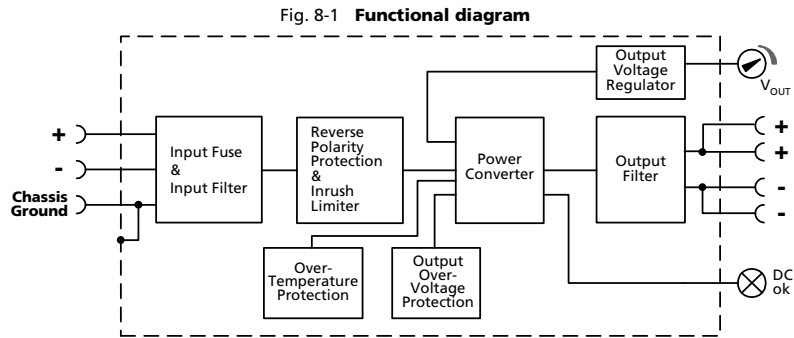 Fig. 8-1 Functional diagram
Output
Voltage
Regulator
VOUT
+
-
Chassis
Ground
Input Fuse
&
Input Filter
Reverse
Polarity
Protection
&
Inrush
Limiter
Power
Converter
Output
Filter
+
+
-
-
Over-
Temperature
Protection
Output
Over-
Voltage
Protection
DC
ok